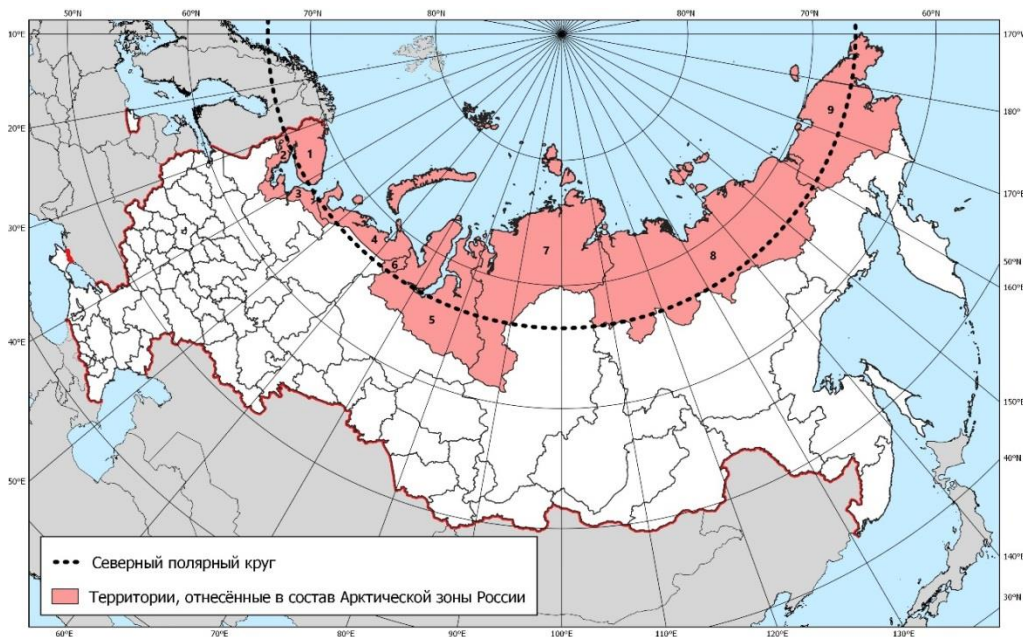 50°N 60°N 70°N 80°N 80°N 70°N 60°N
10°E 170°W
20°E 180°E
30°E 170°E
40°E 50°N 160°E
50°E 150°E
40°N
140°E
30°N
60°E 70°E 80°E 90°E 100°E 110°E 120°E 130°E
1
2
4
5
6
7
8
9
Северный полярный круг
Территории, отнесённые в состав Арктической зоны России